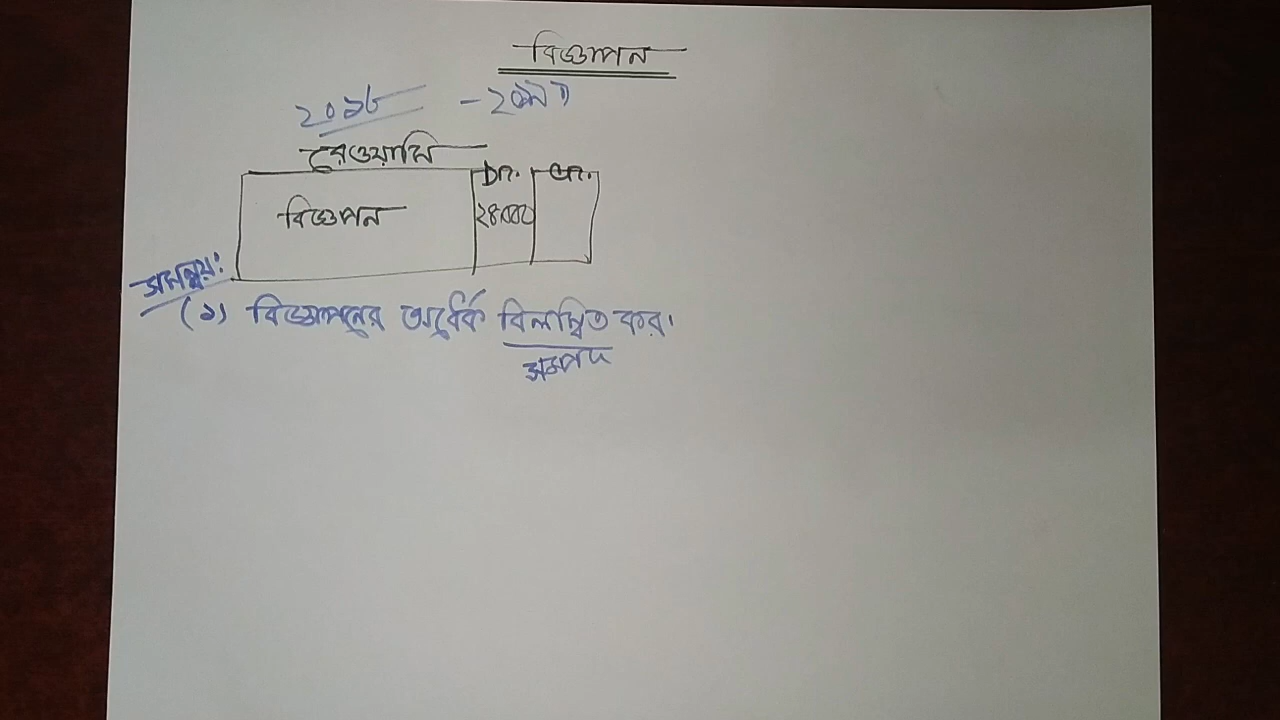 বিজ্ঞাপন
২০১৮ - ২০১৯
রেওয়ামিল
Dr. Cr.
বিজ্ঞাপন ২৪০০০
সমন্বয়:
(১) বিজ্ঞাপনের অর্ধেক বিলম্বিত কর।
সম্পদ